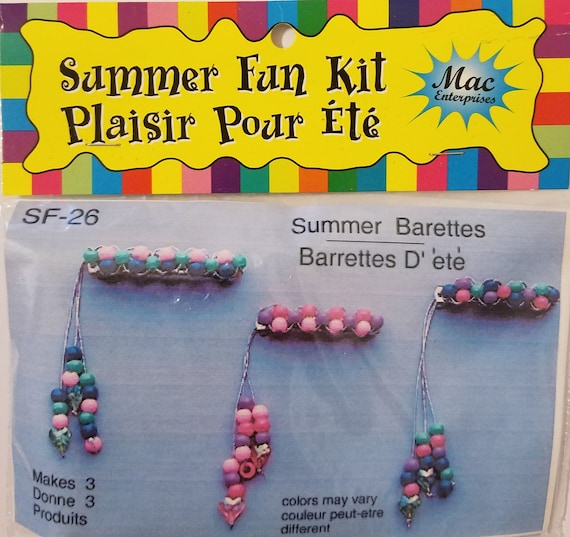 Summer Fun Kit
Plaisir Pour Été
Mac
Enterprises
SF-26
Summer Barettes
Barrettes D' ėtė
Makes 3
Donne 3
Produits
colors may vary
couleur peut-etre
different